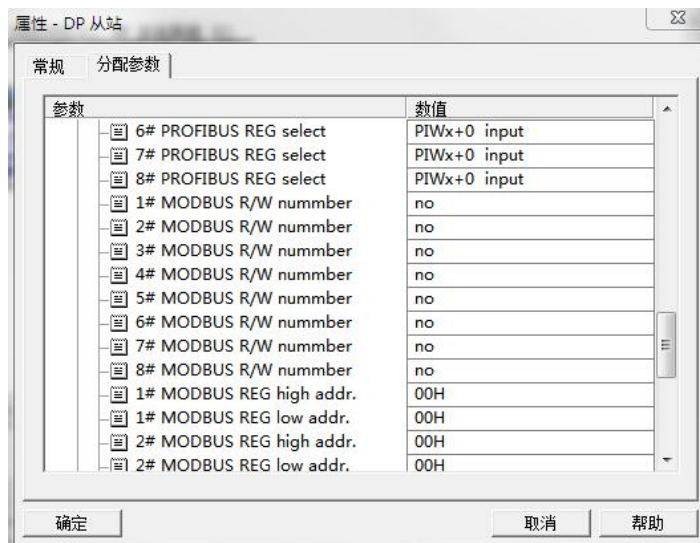 属性 - DP 从站
常规 分配参数
参数 数值
6# PROFIBUS REG select PIWx+0 input
7# PROFIBUS REG select PIWx+0 input
8# PROFIBUS REG select PIWx+0 input
1# MODBUS R/W nummber no
2# MODBUS R/W nummber no
3# MODBUS R/W nummber no
4# MODBUS R/W nummber no
5# MODBUS R/W nummber no
6# MODBUS R/W nummber no
7# MODBUS R/W nummber no
8# MODBUS R/W nummber no
1# MODBUS REG high addr. 00H
1# MODBUS REG low addr. 00H
2# MODBUS REG high addr. 00H
2# MODBUS REG low addr. 00H
确定 取消 帮助